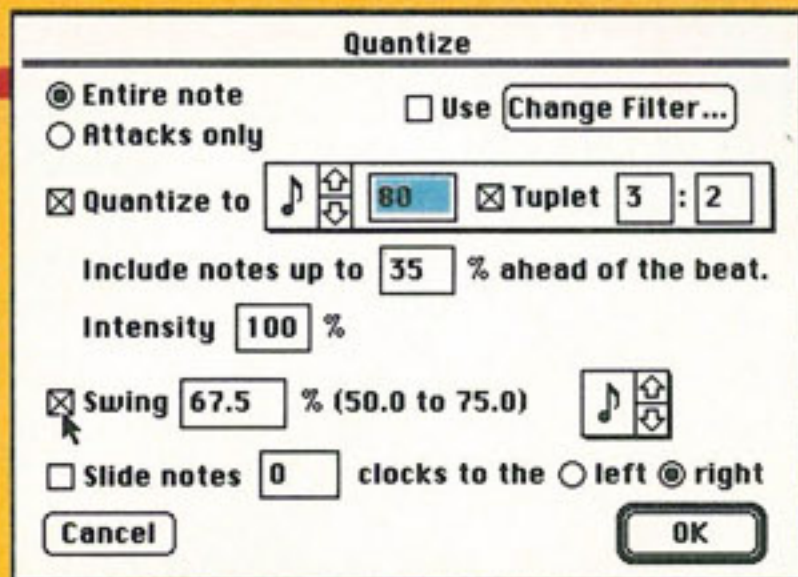 Quantize
Entire note
Use Change Filter...
Attacks only
Quantize to 80 Tuplet 3 : 2
Include notes up to 35 % ahead of the beat.
Intensity 100 %
Swing 67.5 % (50.0 to 75.0)
Slide notes 0 clocks to the left right
Cancel OK